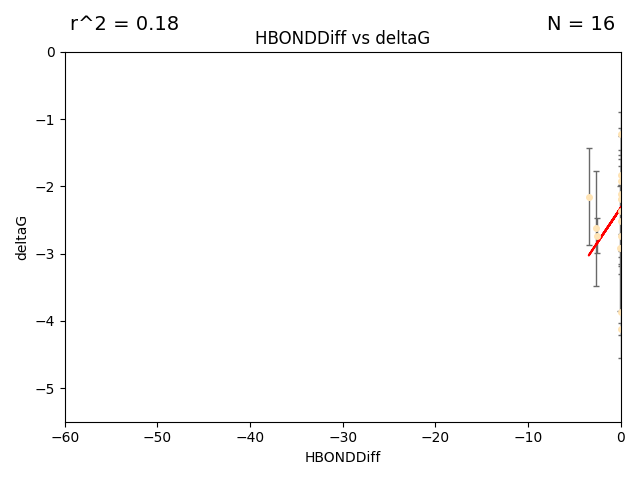 r^2 = 0.18
N = 16
HBONDDiff vs deltaG
0
−1
−2
−3
−4
−5
deltaG
−60 −50 −40 −30 −20 −10 0
HBONDDiff